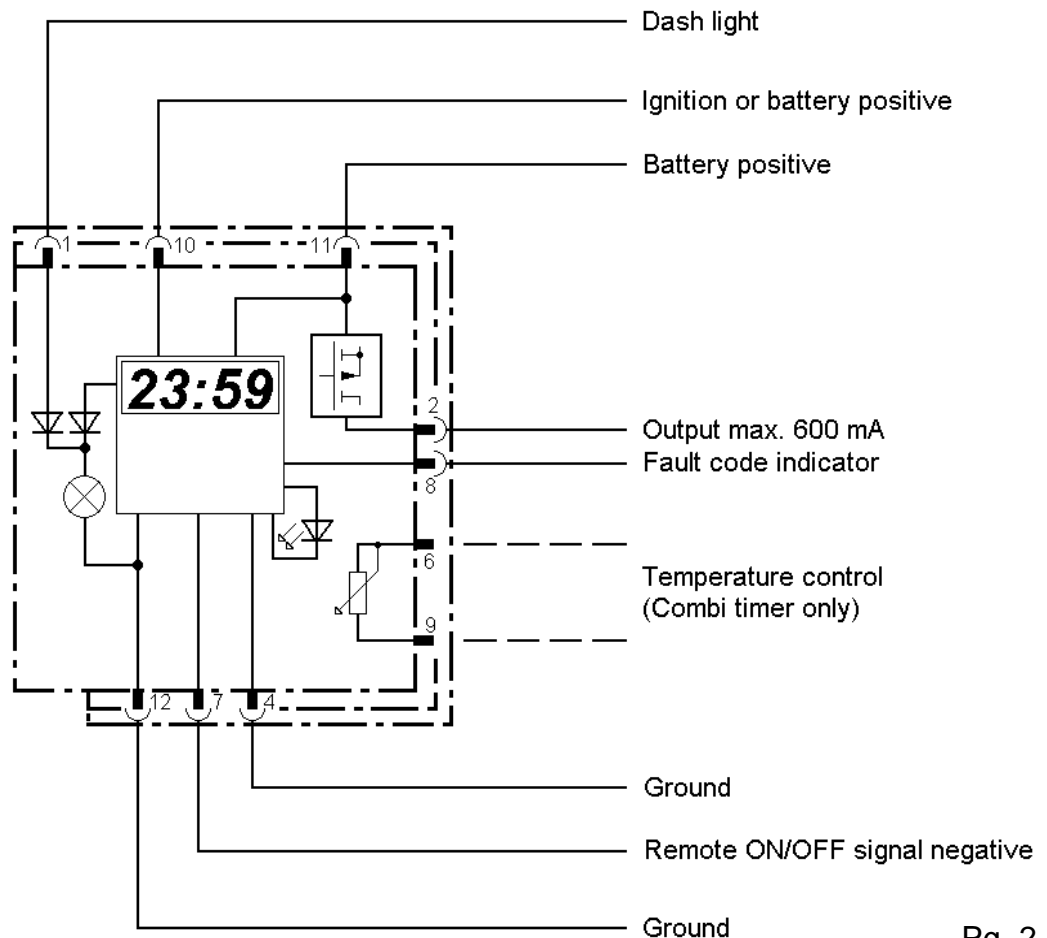 Dash light
Ignition or battery positive
Battery positive
1
10
11
23:59
2
Output max. 600 mA
Fault code indicator
8
6
Temperature control
(Combi timer only)
9
12
7
4
Ground
Remote ON/OFF signal negative
Ground
Pg. 2